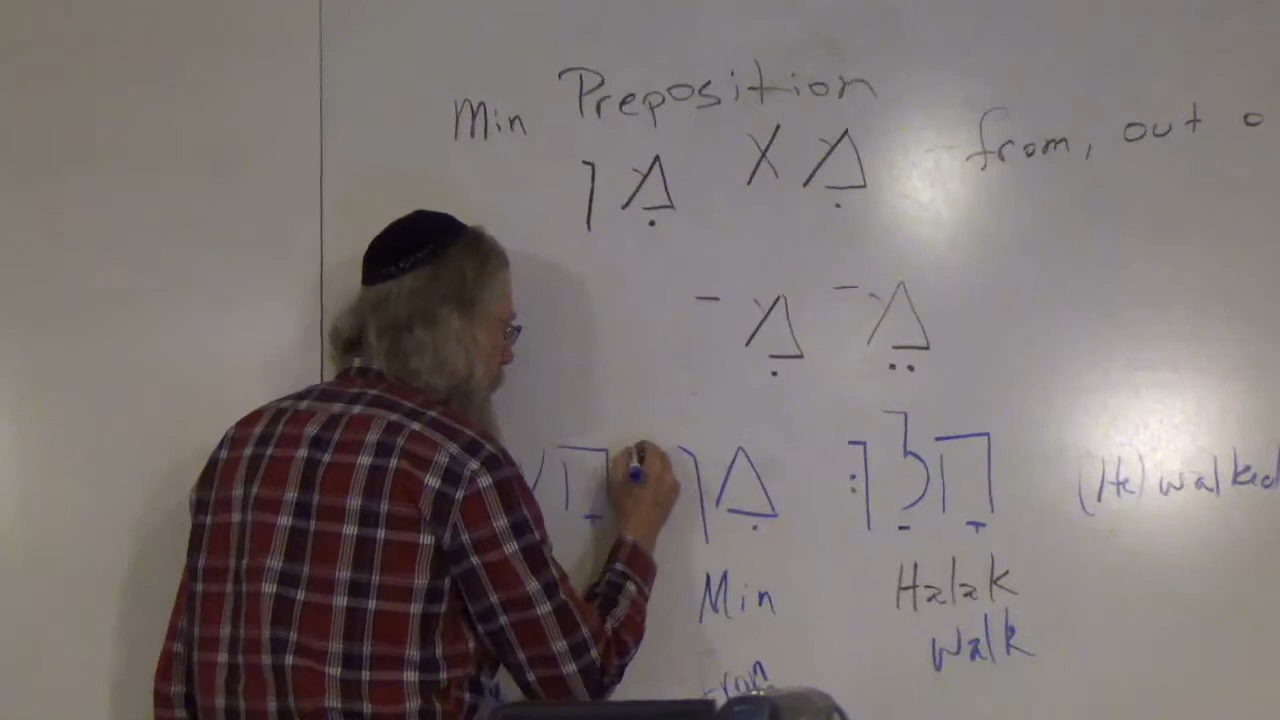 Preposition
Min מִן מִX - from, out o
מֵ־ מִ־
הָלַךְ מִן (He) walked
Min Halak
Walk
from